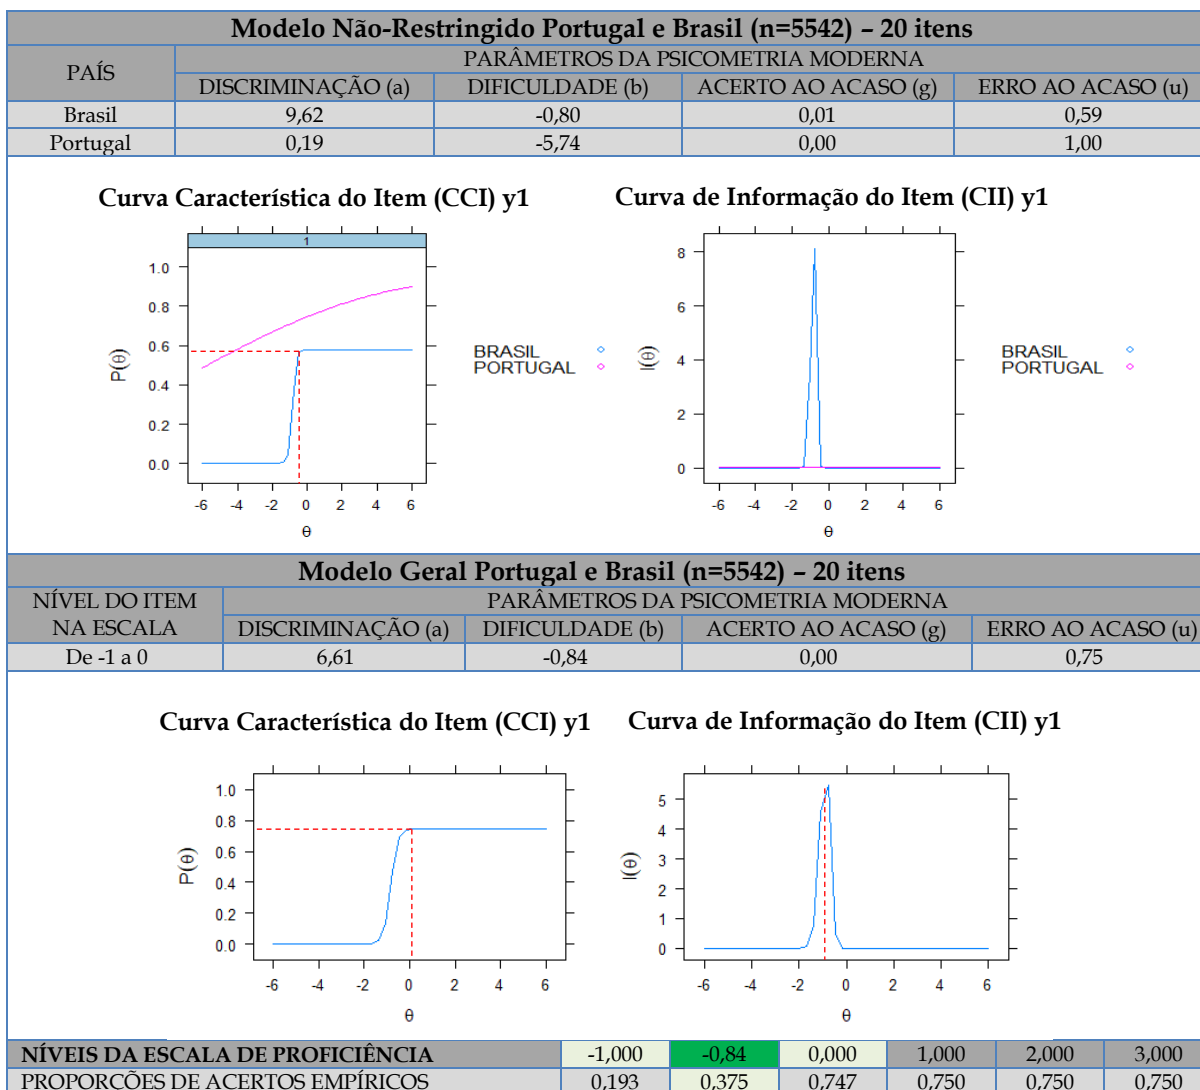 Modelo Não-Restringido Portugal e Brasil (n=5542) – 20 itens
PAÍS
PARÂMETROS DA PSICOMETRIA MODERNA
DISCRIMINAÇÃO (a) DIFICULDADE (b) ACERTO AO ACASO (g) ERRO AO ACASO (u)
Brasil 9,62 -0,80 0,01 0,59
Portugal 0,19 -5,74 0,00 1,00
Curva Característica do Item (CCI) y1
1
1.0
0.8
0.6
0.4
0.2
0.0
P(θ)
-6 -4 -2 0 2 4 6
θ
BRASIL
PORTUGAL
Curva de Informação do Item (CII) y1
8
6
4
2
0
I(θ)
-6 -4 -2 0 2 4 6
θ
BRASIL
PORTUGAL
Modelo Geral Portugal e Brasil (n=5542) – 20 itens
NÍVEL DO ITEM
NA ESCALA
PARÂMETROS DA PSICOMETRIA MODERNA
DISCRIMINAÇÃO (a) DIFICULDADE (b) ACERTO AO ACASO (g) ERRO AO ACASO (u)
De -1 a 0 6,61 -0,84 0,00 0,75
Curva Característica do Item (CCI) y1
1.0
0.8
0.6
0.4
0.2
0.0
P(θ)
-6 -4 -2 0 2 4 6
θ
Curva de Informação do Item (CII) y1
5
4
3
2
1
0
I(θ)
-6 -4 -2 0 2 4 6
θ
NÍVEIS DA ESCALA DE PROFICIÊNCIA -1,000 -0,84 0,000 1,000 2,000 3,000
PROPORÇÕES DE ACERTOS EMPÍRICOS 0,193 0,375 0,747 0,750 0,750 0,750